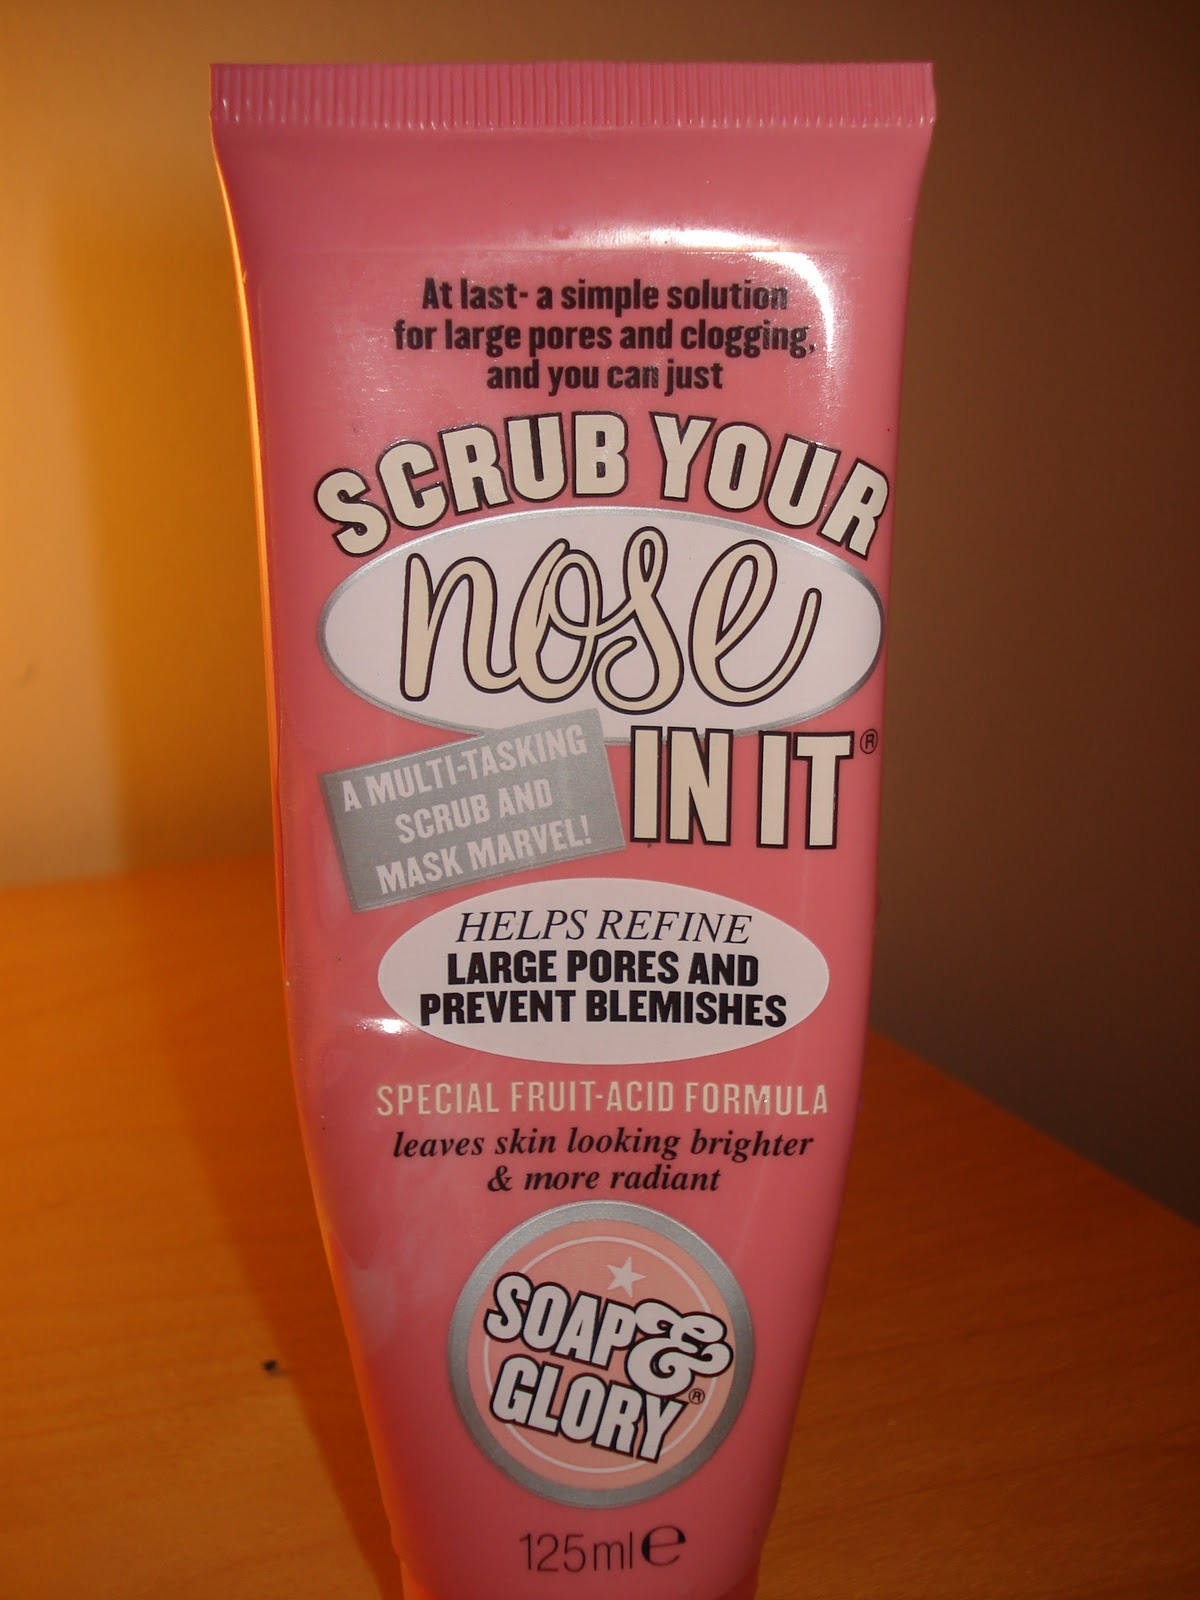 At last- a simple solution
for large pores and clogging,
and you can just
SCRUB YOUR
nose
IN IT®
A MULTI-TASKING
SCRUB AND
MASK MARVEL!
HELPS REFINE
LARGE PORES AND
PREVENT BLEMISHES
SPECIAL FRUIT-ACID FORMULA
leaves skin looking brighter
& more radiant
SOAP &
GLORY®
125ml℮